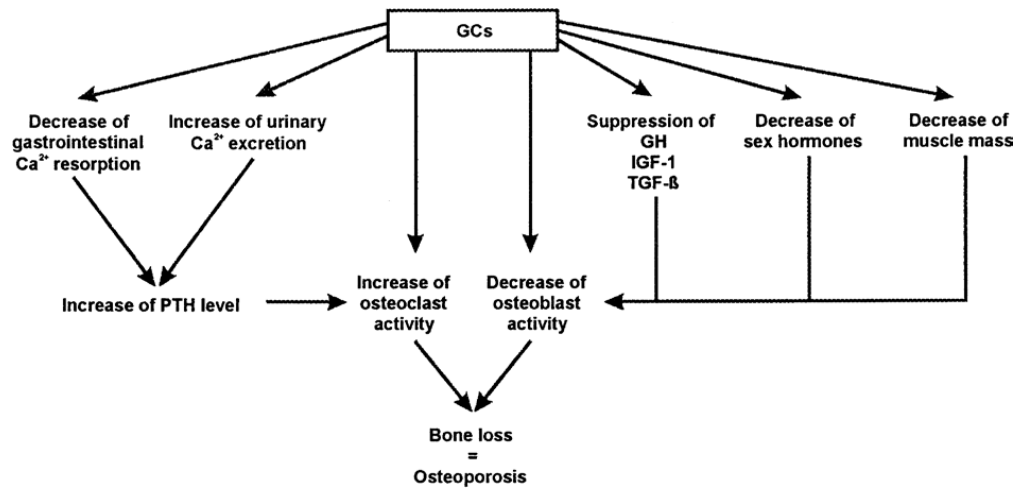 GCs
Decrease of
gastrointestinal
Ca²⁺ resorption
Increase of urinary
Ca²⁺ excretion
Suppression of
GH
IGF-1
TGF-ß
Decrease of
sex hormones
Decrease of
muscle mass
Increase of PTH level
Increase of
osteoclast
activity
Decrease of
osteoblast
activity
Bone loss
=
Osteoporosis